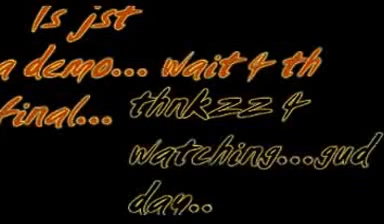 Is jst
a demo... wait 4 th
final...
thnkzz 4
watching...gud
day..